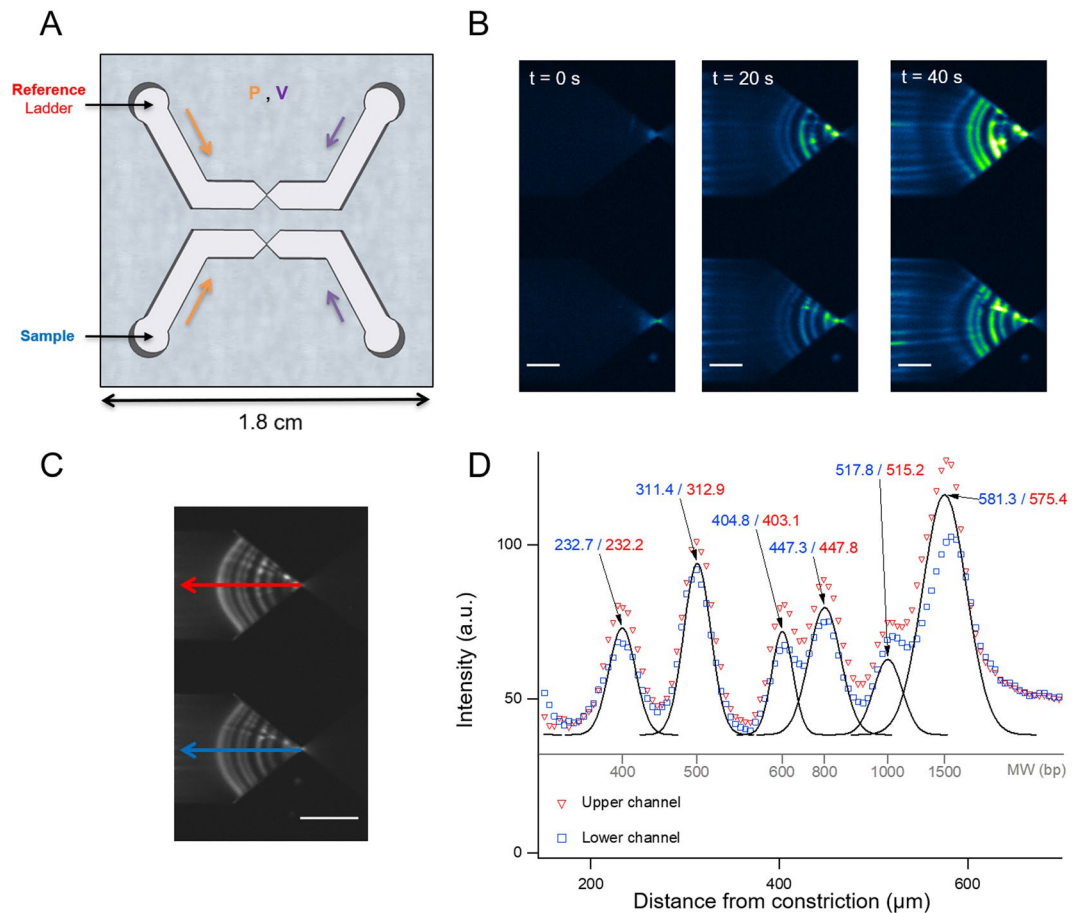 A
Reference
Ladder
P , V
Sample
1.8 cm
B
t = 0 s
t = 20 s
t = 40 s
C
D
517.8 / 515.2
311.4 / 312.9
581.3 / 575.4
404.8 / 403.1
232.7 / 232.2
447.3 / 447.8
100
50
0
Intensity (a.u.)
400
500
600
800
1000
1500
MW (bp)
Upper channel
Lower channel
200
400
600
Distance from constriction (µm)